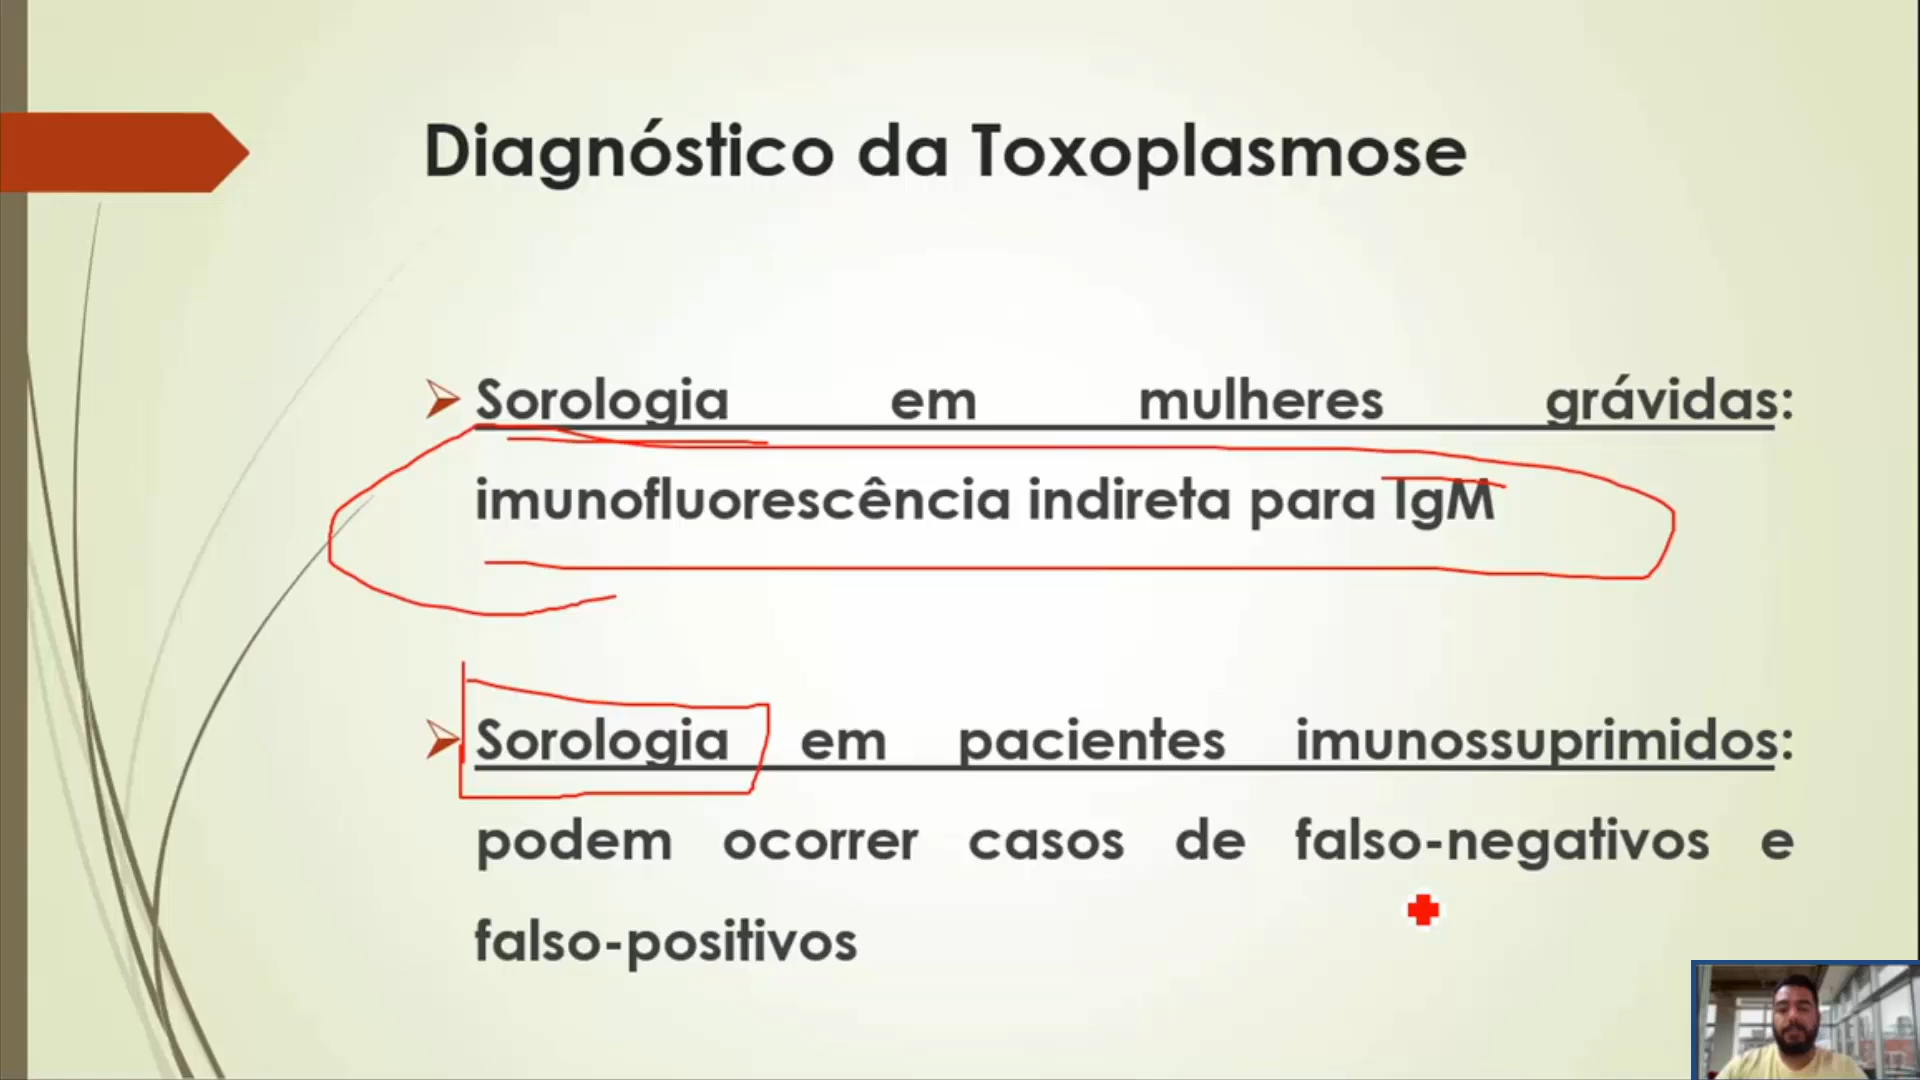 Diagnóstico da Toxoplasmose
Sorologia em mulheres grávidas:
imunofluorescência indireta para IgM
Sorologia em pacientes imunossuprimidos:
podem ocorrer casos de falso-negativos e
falso-positivos